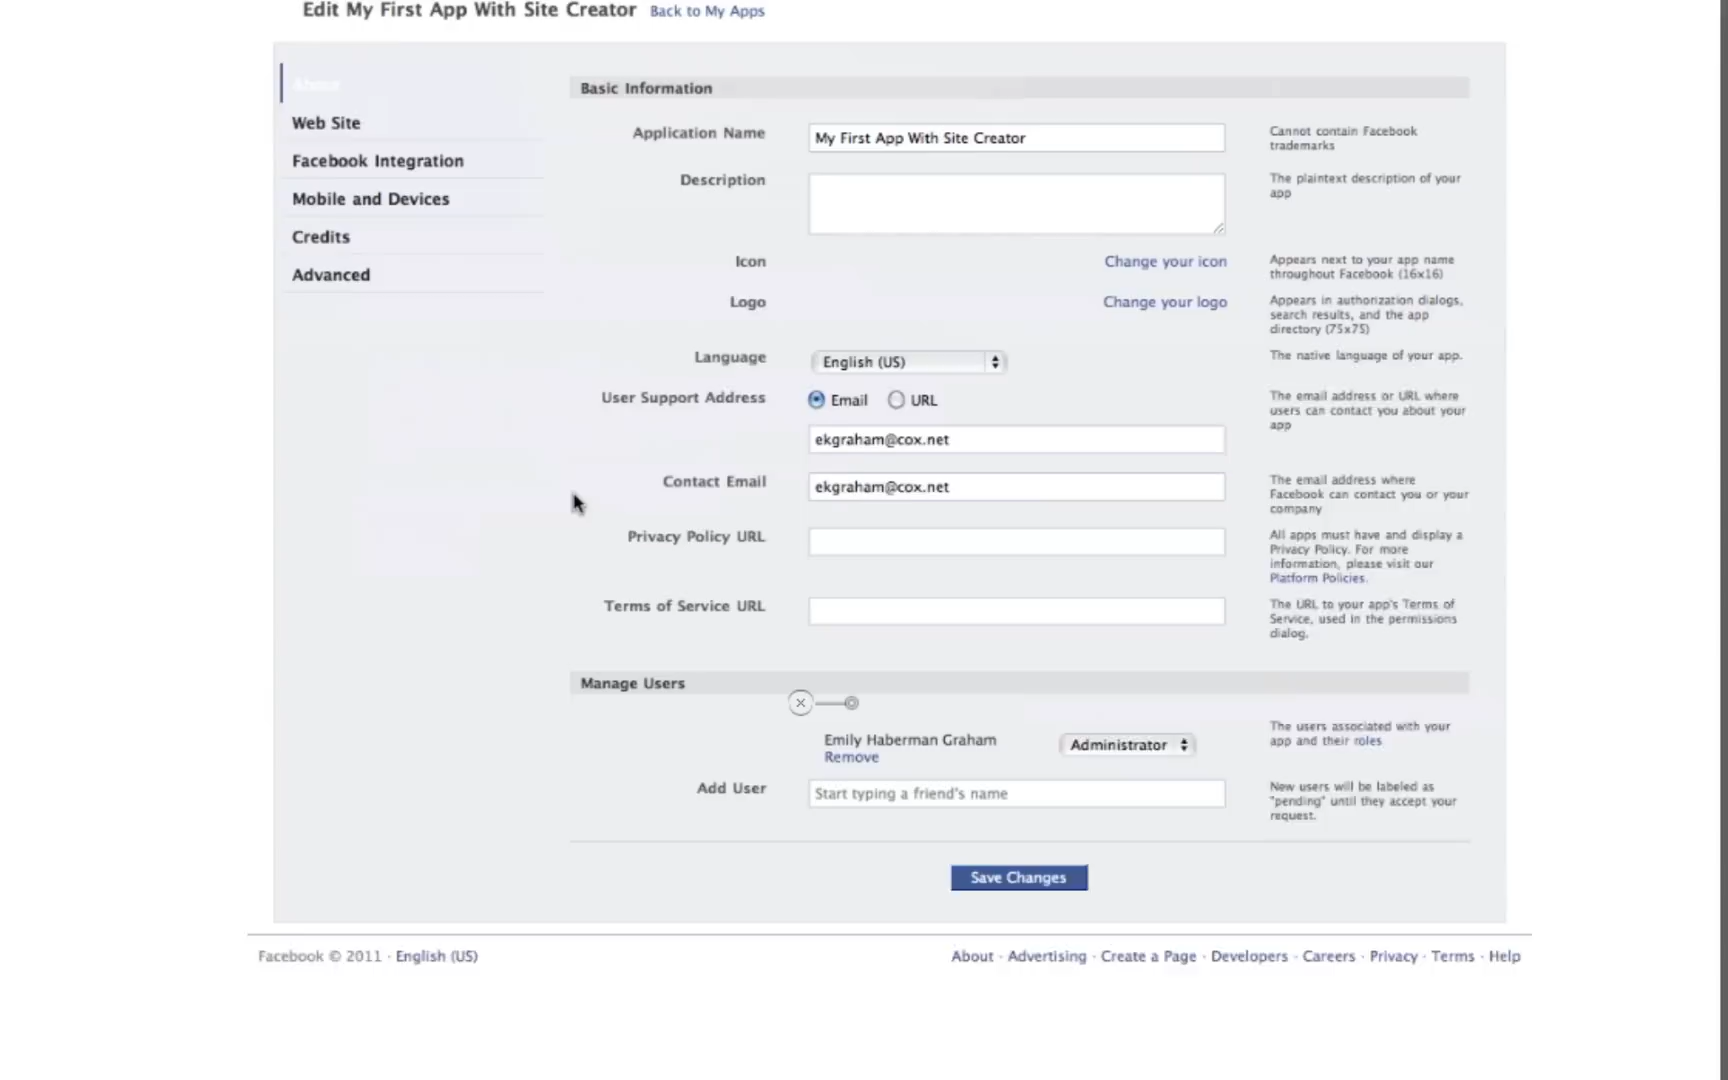 Edit My First App With Site Creator Back to My Apps
About
Web Site
Facebook Integration
Mobile and Devices
Credits
Advanced
Basic Information
Application Name My First App With Site Creator Cannot contain Facebook
trademarks
Description The plaintext description of your
app
Icon Change your icon Appears next to your app name
throughout Facebook (16x16)
Logo Change your logo Appears in authorization dialogs,
search results, and the app
directory (75x75)
Language English (US) The native language of your app.
User Support Address Email URL The email address or URL where
users can contact you about your
app
ekgraham@cox.net
Contact Email ekgraham@cox.net The email address where
Facebook can contact you or your
company
Privacy Policy URL All apps must have and display a
Privacy Policy. For more
information, please visit our
Platform Policies.
Terms of Service URL The URL to your app's Terms of
Service, used in the permissions
dialog.
Manage Users
Emily Haberman Graham Administrator The users associated with your
app and their roles
Remove
Add User Start typing a friend's name New users will be labeled as
"pending" until they accept your
request.
Save Changes
Facebook © 2011 · English (US) About · Advertising · Create a Page · Developers · Careers · Privacy · Terms · Help